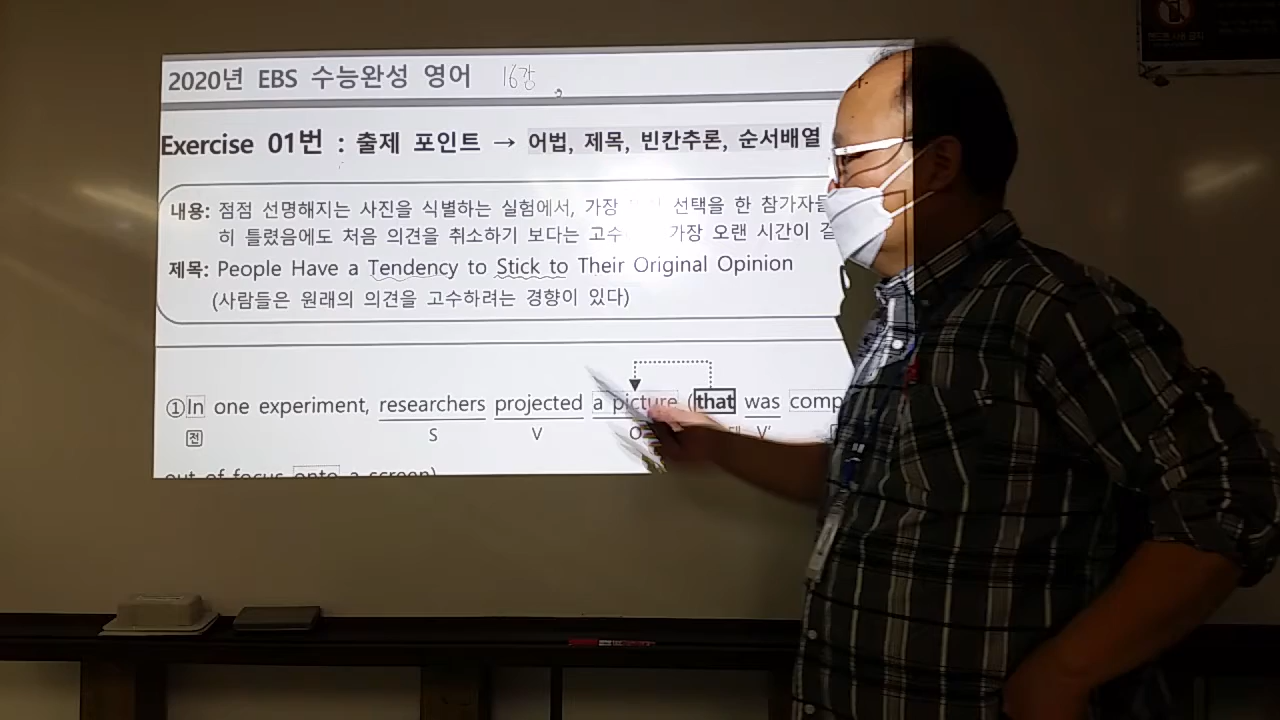 2020년 EBS 수능완성 영어 16강
Exercise 01번 : 출제 포인트 → 어법, 제목, 빈칸추론, 순서배열
내용: 점점 선명해지는 사진을 식별하는 실험에서, 가장 선택을 한 참가자들
히 틀렸음에도 처음 의견을 취소하기 보다는 고수 가장 오랜 시간이 걸
제목: People Have a Tendency to Stick to Their Original Opinion
(사람들은 원래의 의견을 고수하려는 경향이 있다)
①In one experiment, researchers projected a picture (that was comp
전 S V O V'
out of focus onto a screen)